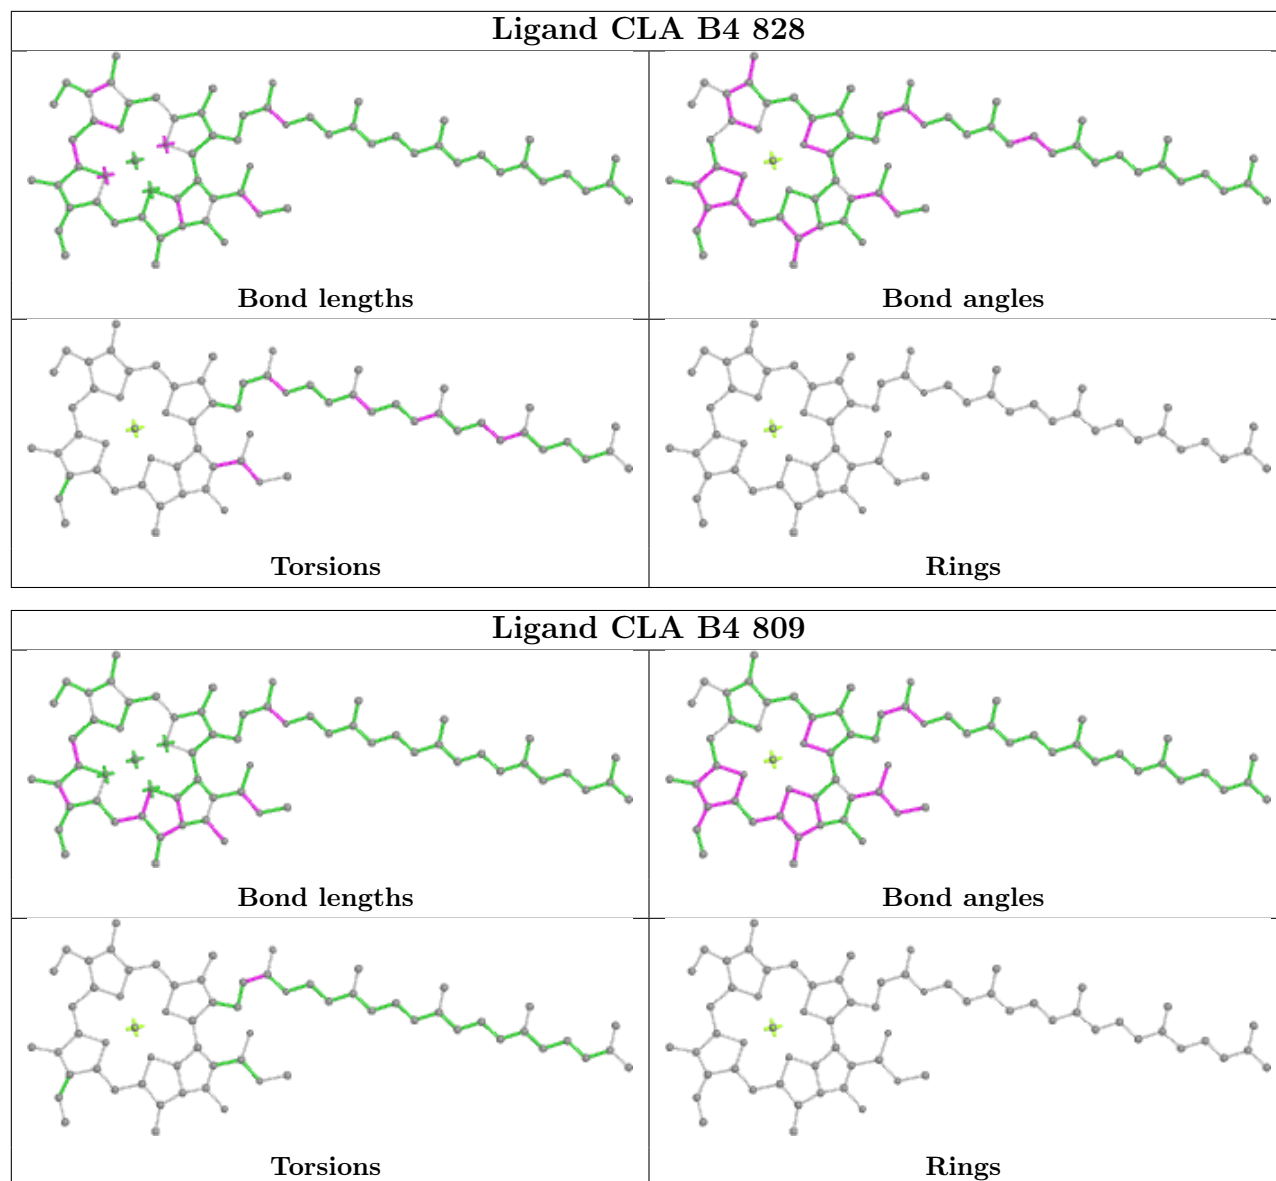 Ligand CLA B4 828
Bond lengths
Bond angles
Torsions
Rings
Ligand CLA B4 809
Bond lengths
Bond angles
Torsions
Rings